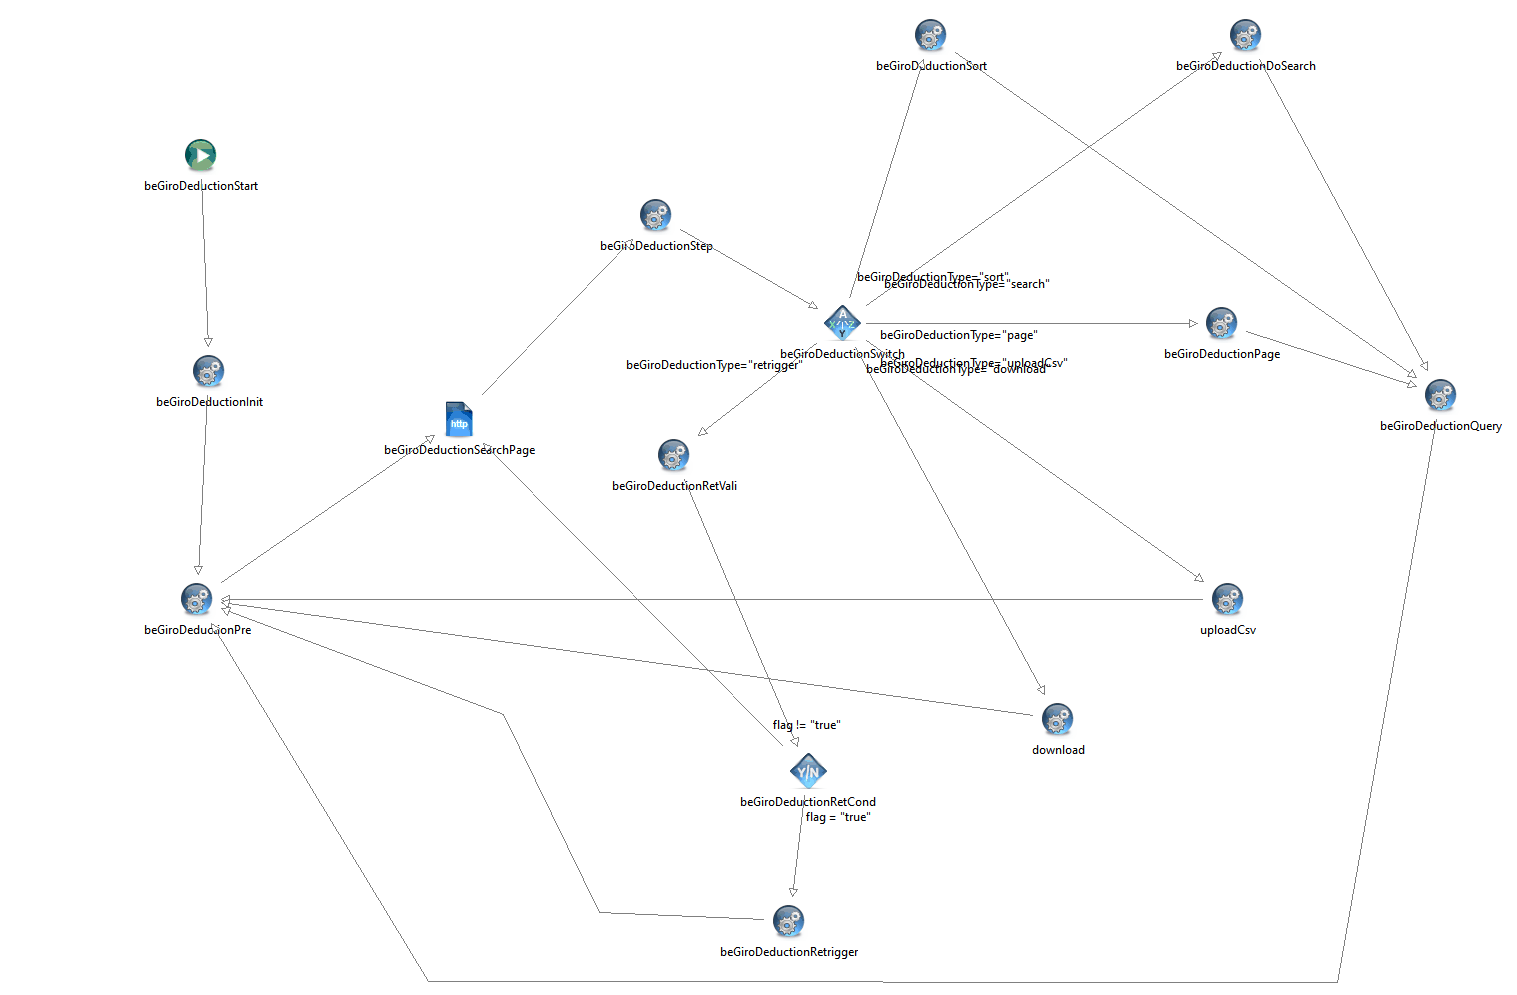 beGiroDeductionSort
beGiroDeductionDoSearch
beGiroDeductionStart
beGiroDeductionStep
beGiroDeductionType="sort"
beGiroDeductionType="search"
beGiroDeductionType="page"
beGiroDeductionSwitch
beGiroDeductionPage
beGiroDeductionType="retrigger"
beGiroDeductionType="uploadCsv"
beGiroDeductionType="download"
beGiroDeductionInit
http
beGiroDeductionSearchPage
beGiroDeductionQuery
beGiroDeductionRetVali
beGiroDeductionPre
uploadCsv
flag != "true"
download
Y/N
beGiroDeductionRetCond
flag = "true"
beGiroDeductionRetrigger